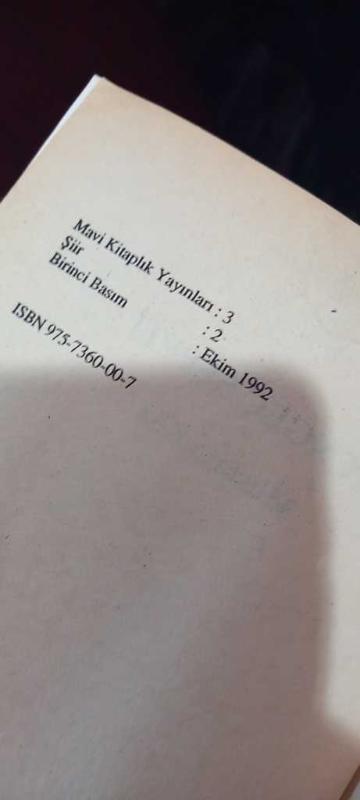 Mavi Kitaplık Yayınları : 3
Şiir : 2
Birinci Basım : Ekim 1992
ISBN 975-7360-00-7